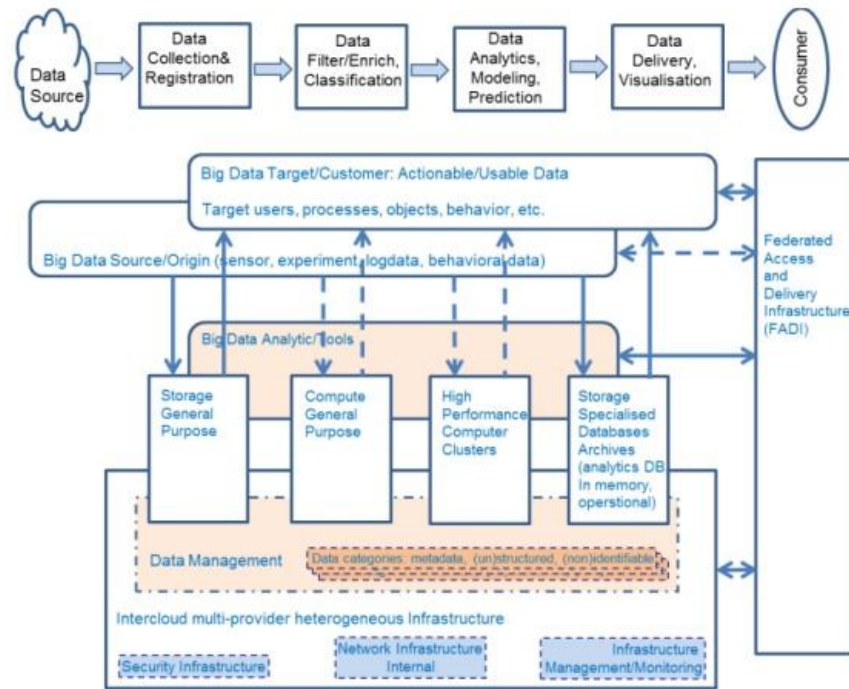 Data
Source
Data
Collection&
Registration
Data
Filter/Enrich,
Classification
Data
Analytics,
Modeling,
Prediction
Data
Delivery,
Visualisation
Consumer
Big Data Target/Customer: Actionable/Usable Data
Target users, processes, objects, behavior, etc.
Big Data Source/Origin (sensor, experiment, logdata, behavioral data)
Federated
Access
and
Delivery
Infrastructure
(FADI)
Big Data Analytic/Tools
Storage
General
Purpose
Compute
General
Purpose
High
Performance
Computer
Clusters
Storage
Specialised
Databases
Archives
(analytics DB
In memory,
operstional)
Data Management
Data categories: metadata, (un)structured, (non)identifiable
Intercloud multi-provider heterogeneous Infrastructure
Security Infrastructure
Network Infrastructure
Internal
Infrastructure
Management/Monitoring